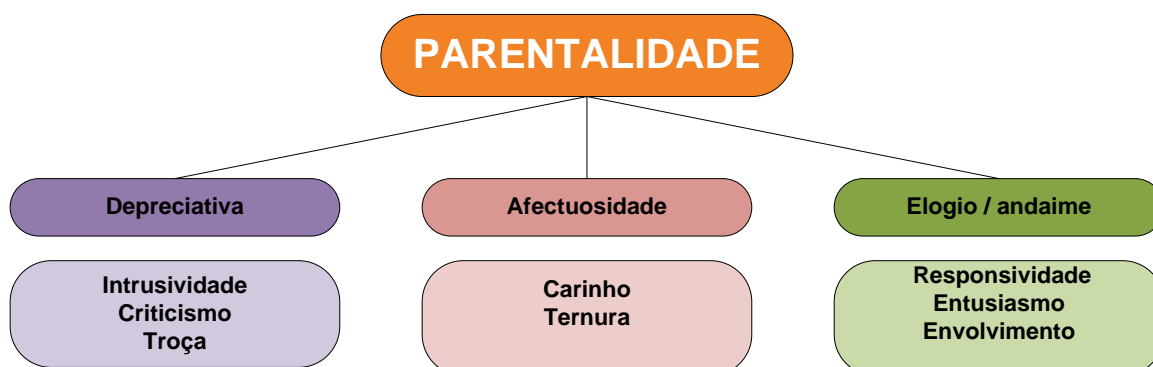 PARENTALIDADE
Depreciativa
Afectuosidade
Elogio / andaime
Intrusividade
Criticismo
Troça
Carinho
Ternura
Responsividade
Entusiasmo
Envolvimento